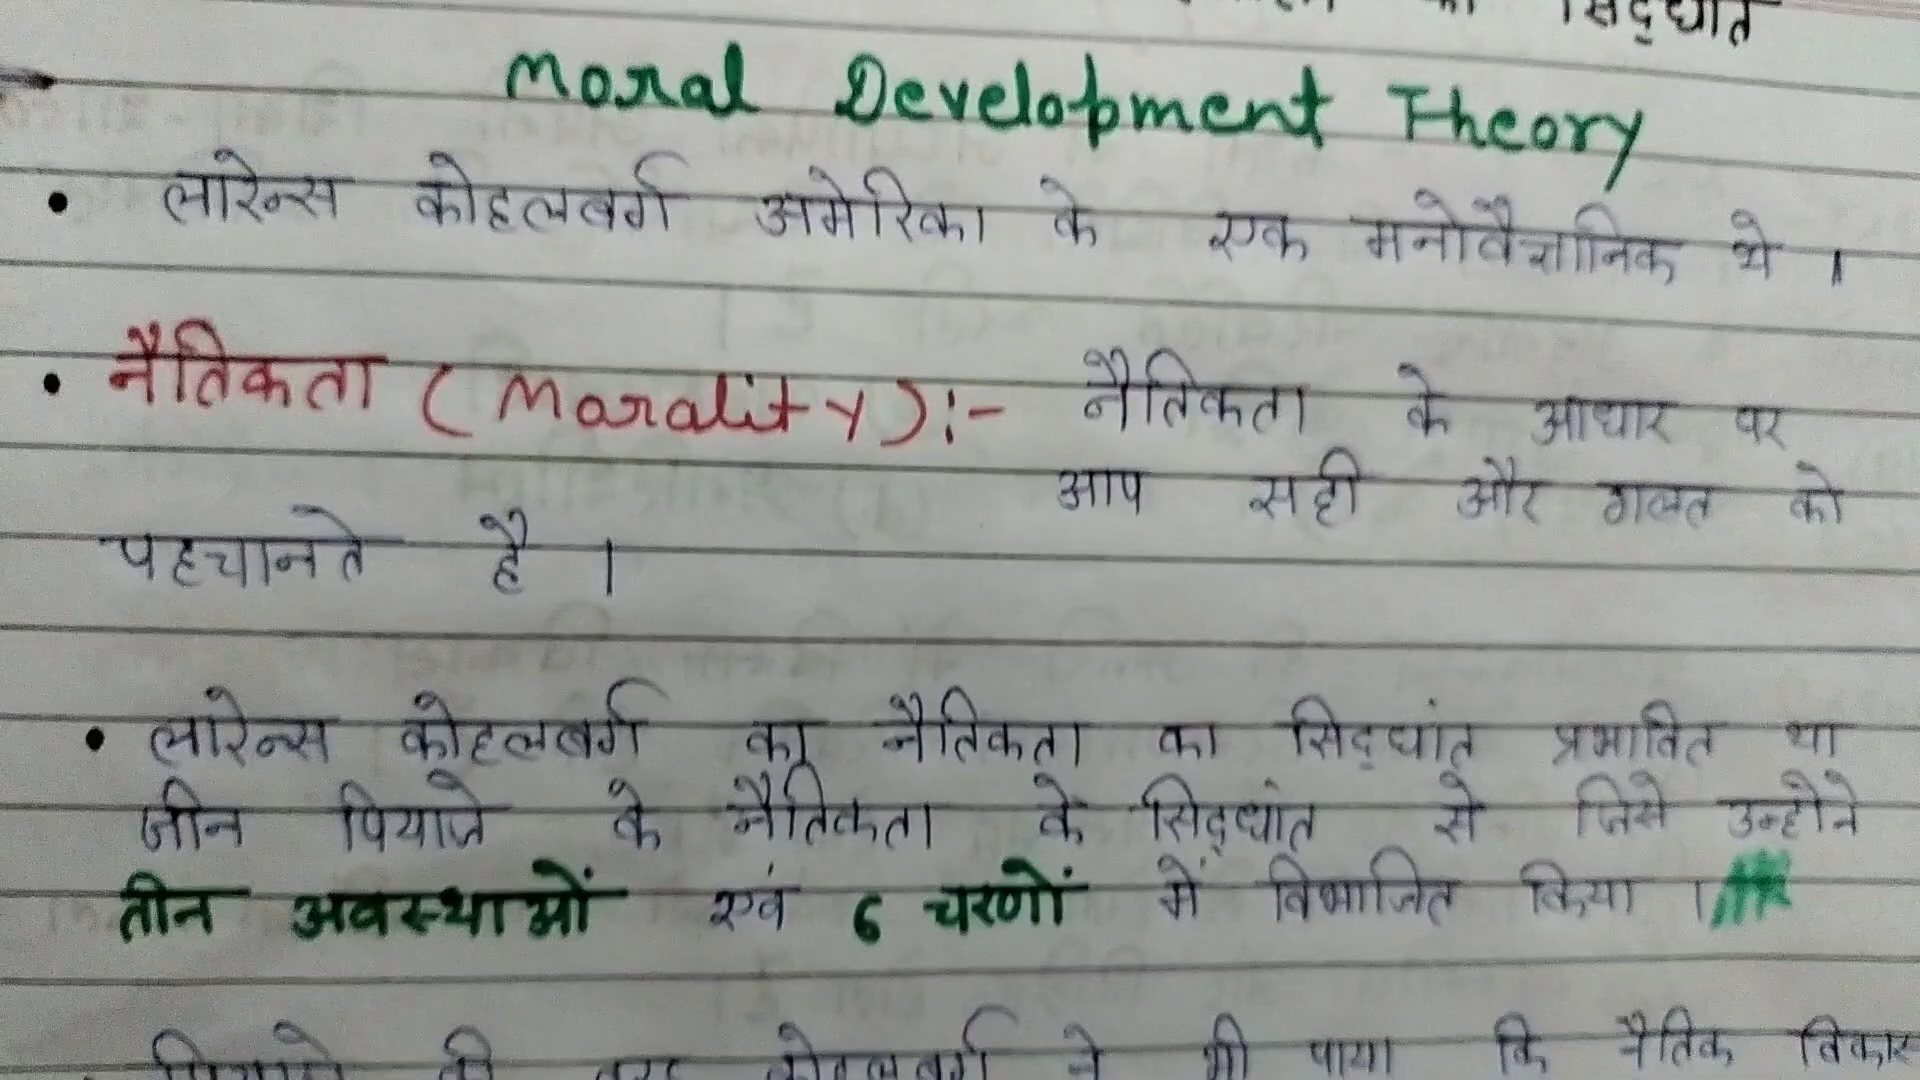 सिद्धांत
Moral Development Theory
• लारेन्स कोहलबर्ग अमेरिका के एक मनोवैज्ञानिक थे ।
• नैतिकता (Morality):- नैतिकता के आधार पर
आप सही और गलत को
पहचानते है ।
• लारेन्स कोहलबर्ग का नैतिकता का सिद्धांत प्रभावित था
जीन पियाजे के नैतिकता के सिद्धांत से जिसे उन्होने
तीन अवस्थाओं एवं 6 चरणों में विभाजित किया ।
कोहलबर्ग ने भी पाया कि नैतिक विकास